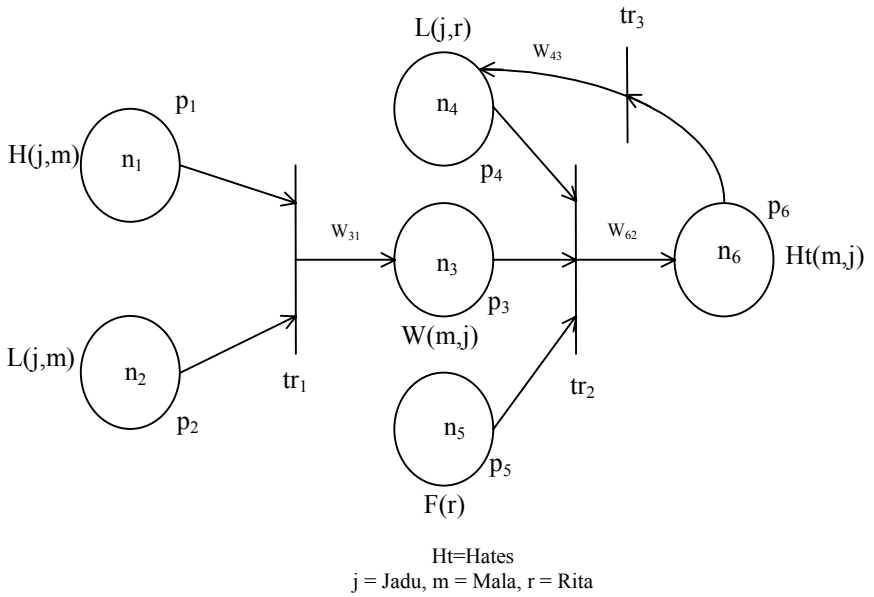 L(j,r)
tr₃
W₄₃
p₁
n₄
H(j,m)
n₁
p₄
p₆
W₃₁
W₆₂
n₃
n₆
Ht(m,j)
p₃
W(m,j)
L(j,m)
n₂
tr₁
tr₂
p₂
n₅
p₅
F(r)
Ht=Hates
j = Jadu, m = Mala, r = Rita